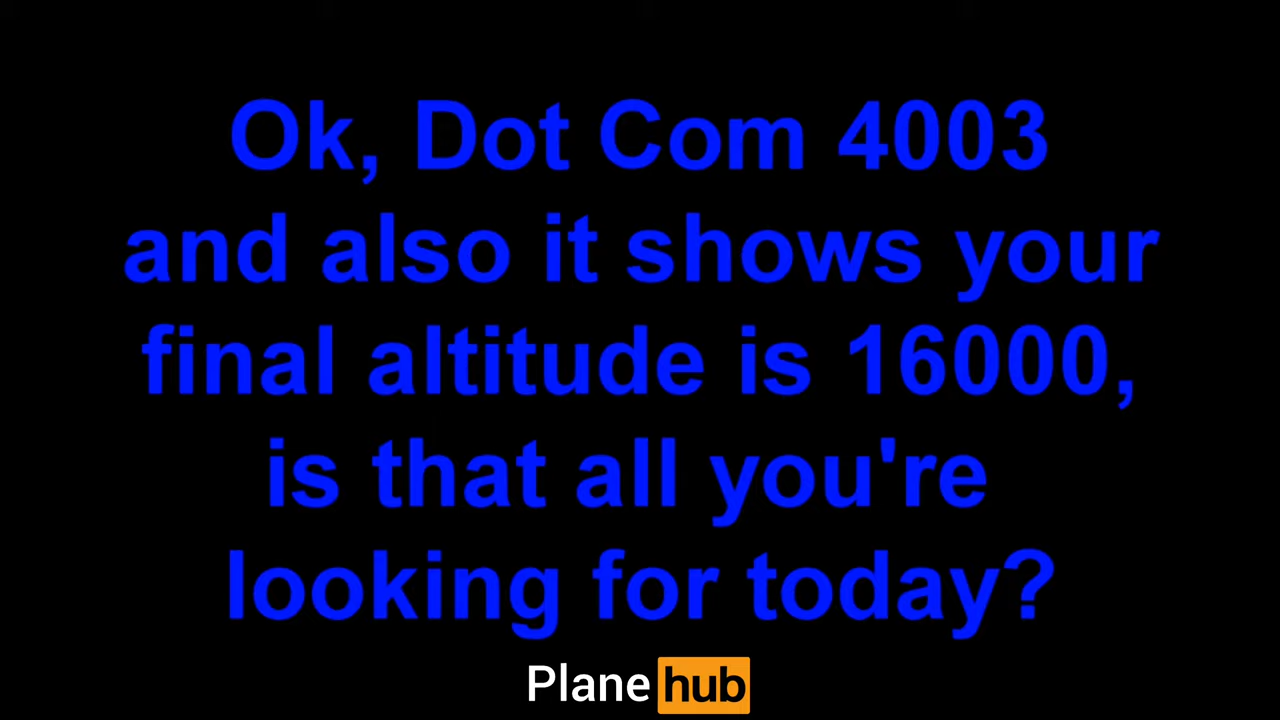 Ok, Dot Com 4003
and also it shows your
final altitude is 16000,
is that all you're
looking for today?
Plane hub